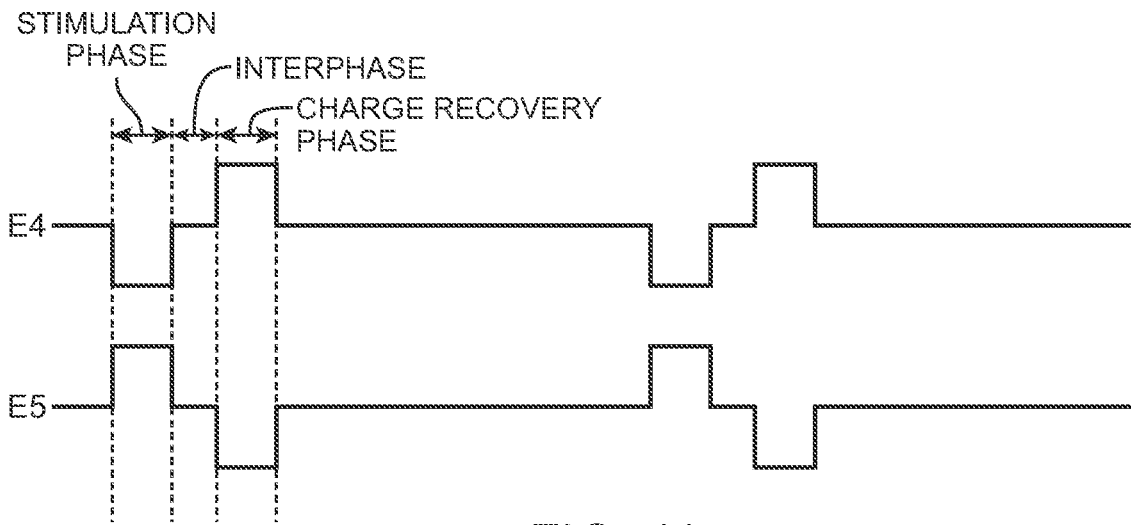 STIMULATION
PHASE
INTERPHASE
CHARGE RECOVERY
PHASE
E4
E5